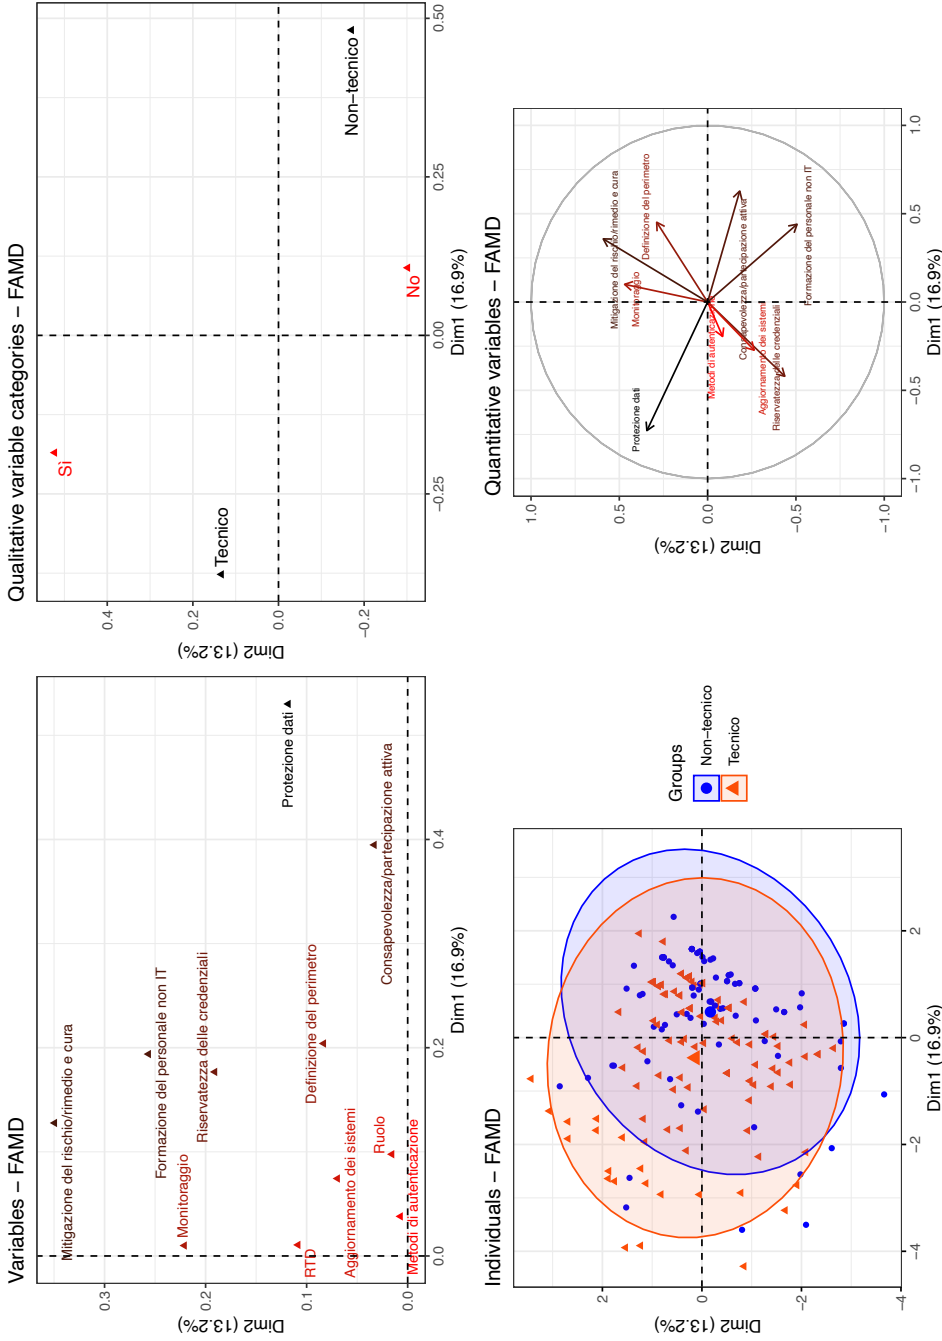 Variables − FAMD
Mitigazione del rischio/rimedio e cura
Formazione del personale non IT
Monitoraggio
Riservatezza delle credenziali
Protezione dati
RTD
Definizione del perimetro
Aggiornamento dei sistemi
Consapevolezza/partecipazione attiva
Ruolo
Metodi di autenticazione
0.3
0.2
0.1
0.0
Dim2 (13.2%)
0.0
0.2
0.4
Dim1 (16.9%)
Qualitative variable categories − FAMD
Sì
Tecnico
No
Non−tecnico
0.4
0.2
0.0
−0.2
Dim2 (13.2%)
−0.25
0.00
0.25
0.50
Dim1 (16.9%)
Individuals − FAMD
2
0
−2
−4
Dim2 (13.2%)
−4
−2
0
2
Dim1 (16.9%)
Groups
Non−tecnico
Tecnico
Quantitative variables − FAMD
Mitigazione del rischio/rimedio e cura
Monitoraggio
Definizione del perimetro
Protezione dati
Metodi di autenticazione
Consapevolezza/partecipazione attiva
Aggiornamento dei sistemi
Riservatezza delle credenziali
Formazione del personale non IT
1.0
0.5
0.0
−0.5
−1.0
Dim2 (13.2%)
−1.0
−0.5
0.0
0.5
1.0
Dim1 (16.9%)